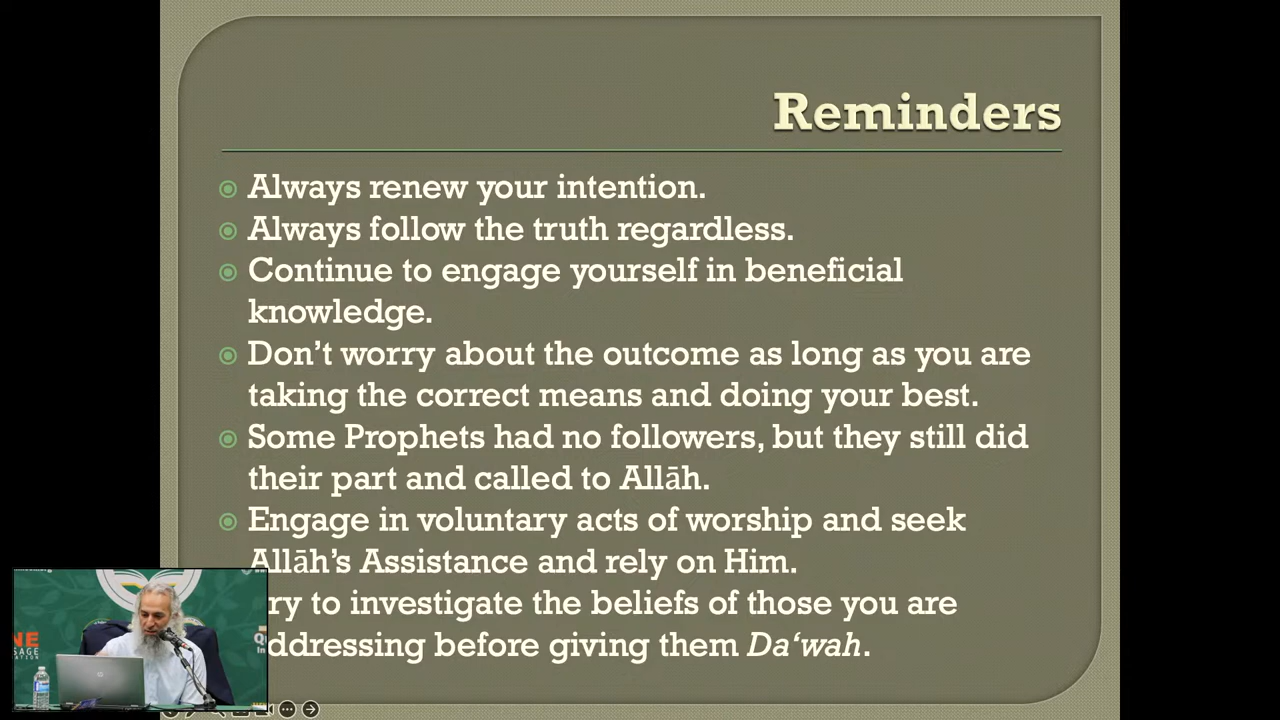 Reminders
Always renew your intention.
Always follow the truth regardless.
Continue to engage yourself in beneficial
knowledge.
Don’t worry about the outcome as long as you are
taking the correct means and doing your best.
Some Prophets had no followers, but they still did
their part and called to Allāh.
Engage in voluntary acts of worship and seek
Allāh’s Assistance and rely on Him.
ry to investigate the beliefs of those you are
ddressing before giving them Da‘wah.
NE
SAGE